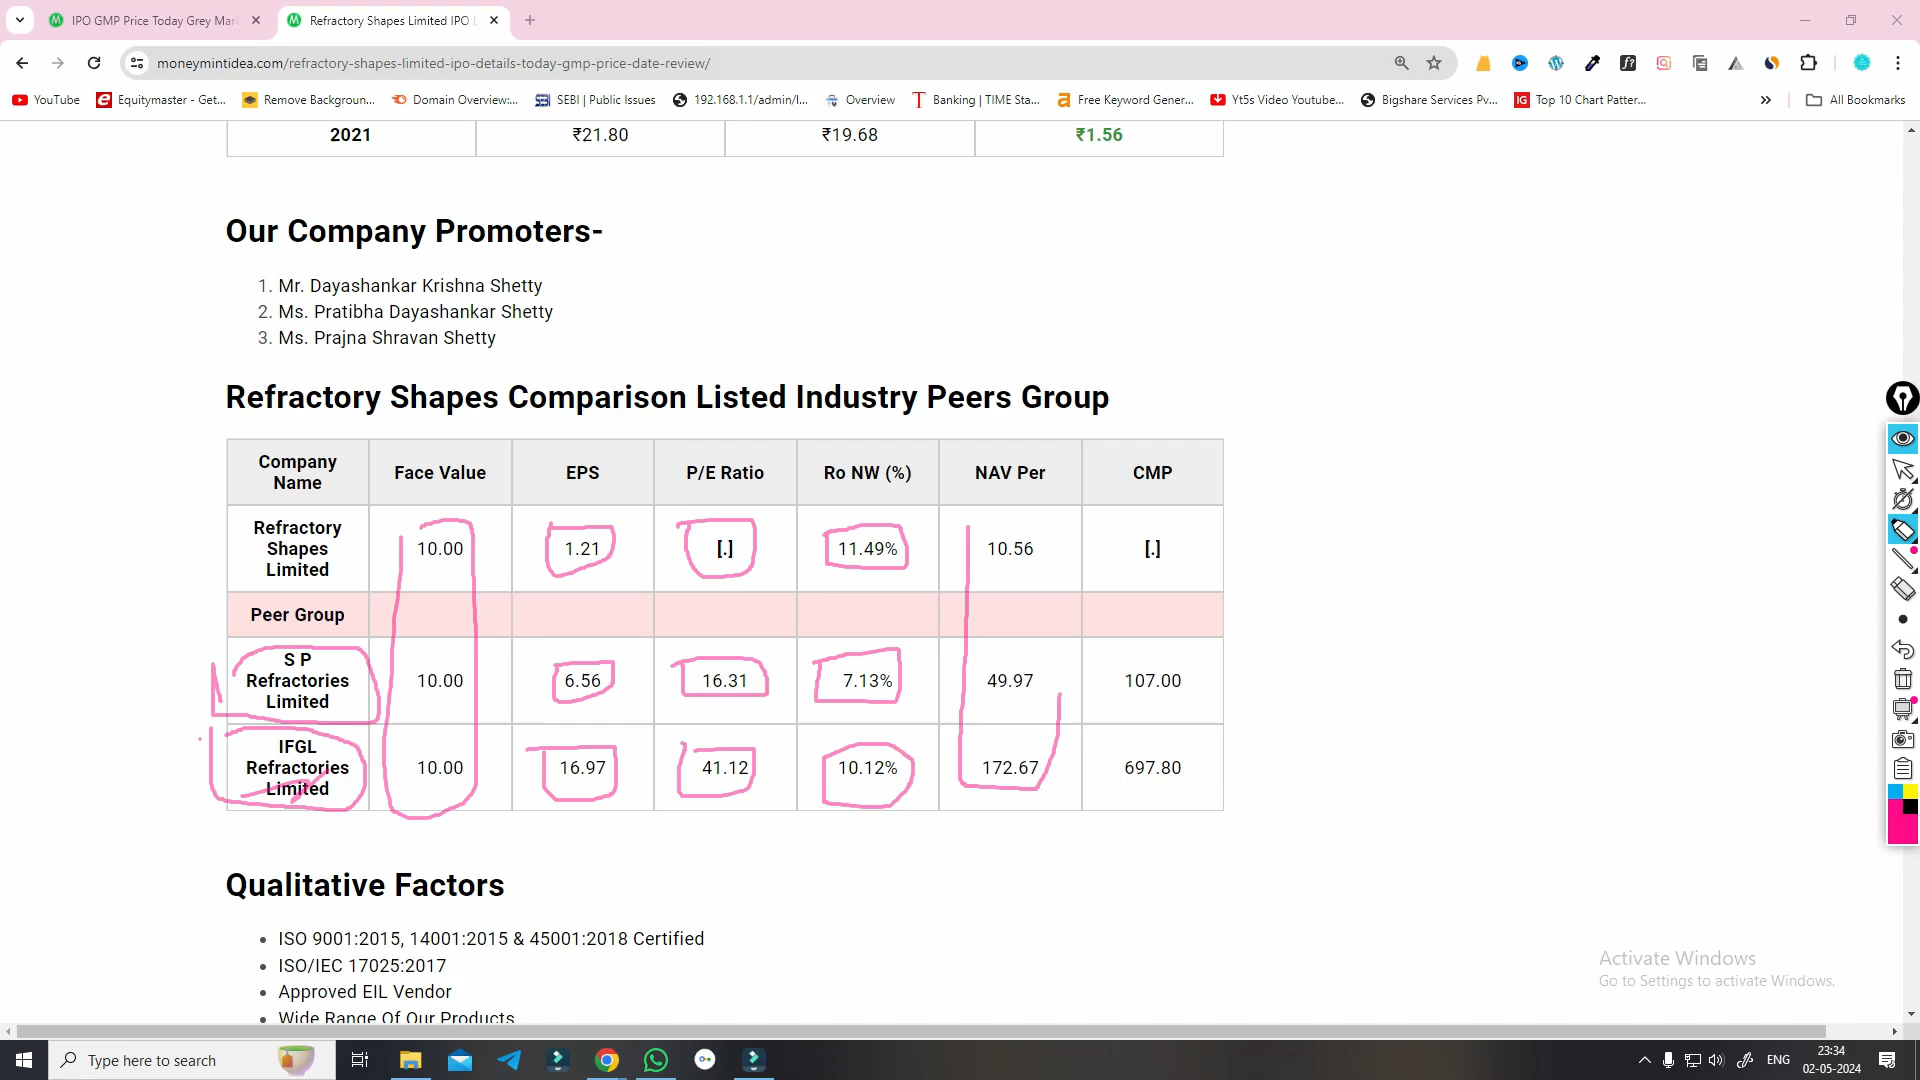 IPO GMP Price Today Grey Mar
Refractory Shapes Limited IPO
moneymintidea.com/refractory-shapes-limited-ipo-details-today-gmp-price-date-review/
YouTube
Equitymaster - Get...
Remove Backgroun...
Domain Overview:...
SEBI | Public Issues
192.168.1.1/admin/l...
Overview
Banking | TIME Sta...
Free Keyword Gener...
Yt5s Video Youtube...
Bigshare Services Pv...
Top 10 Chart Patter...
All Bookmarks
2021 ₹21.80 ₹19.68 ₹1.56
Our Company Promoters-
1. Mr. Dayashankar Krishna Shetty
2. Ms. Pratibha Dayashankar Shetty
3. Ms. Prajna Shravan Shetty
Refractory Shapes Comparison Listed Industry Peers Group
Company Name Face Value EPS P/E Ratio Ro NW (%) NAV Per CMP
Refractory Shapes Limited 10.00 1.21 [.] 11.49% 10.56 [.]
Peer Group
S P Refractories Limited 10.00 6.56 16.31 7.13% 49.97 107.00
IFGL Refractories Limited 10.00 16.97 41.12 10.12% 172.67 697.80
Qualitative Factors
• ISO 9001:2015, 14001:2015 & 45001:2018 Certified
• ISO/IEC 17025:2017
• Approved EIL Vendor
• Wide Range Of Our Products
Activate Windows
Go to Settings to activate Windows.
Type here to search
ENG
23:34
02-05-2024